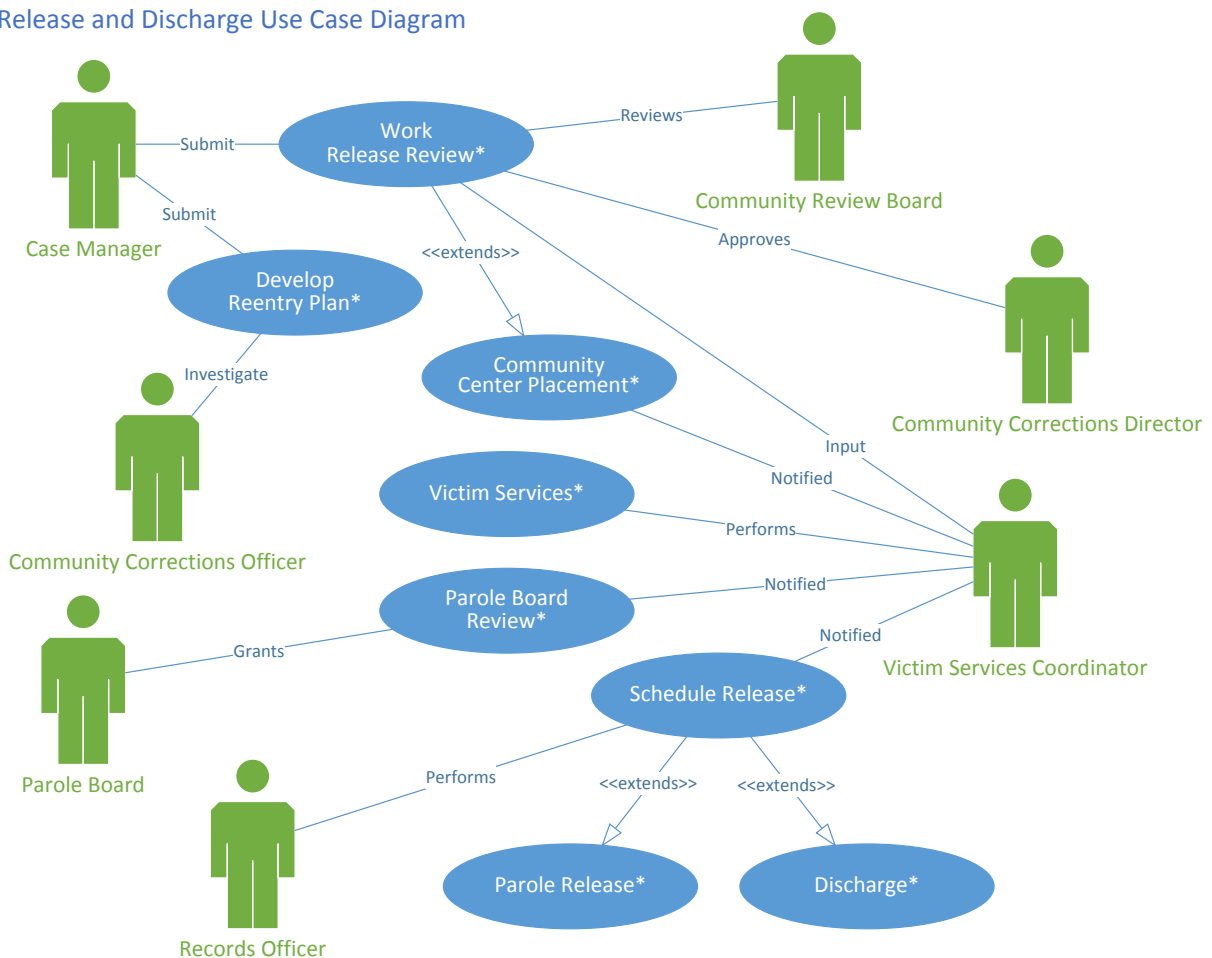 Release and Discharge Use Case Diagram
Work
Release Review*
Reviews
Submit
Community Review Board
Submit
Case Manager
Approves
<<extends>>
Develop
Reentry Plan*
Community
Center Placement*
Investigate
Community Corrections Director
Input
Notified
Victim Services*
Performs
Community Corrections Officer
Notified
Parole Board
Review*
Notified
Grants
Victim Services Coordinator
Schedule Release*
Parole Board
Performs
<<extends>>
<<extends>>
Parole Release*
Discharge*
Records Officer